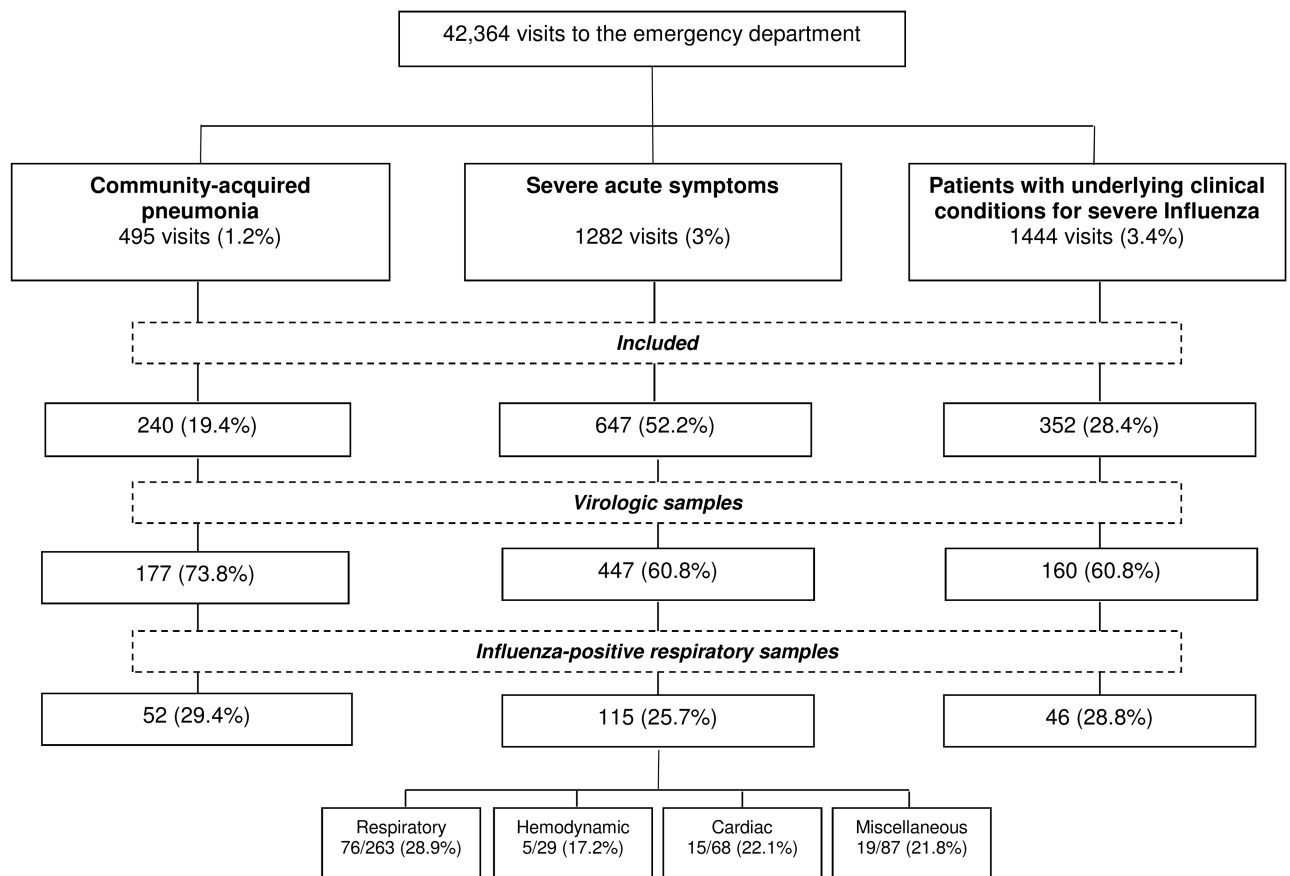 42,364 visits to the emergency department
Community-acquired
pneumonia
495 visits (1.2%)
Severe acute symptoms
1282 visits (3%)
Patients with underlying clinical
conditions for severe Influenza
1444 visits (3.4%)
Included
240 (19.4%)
647 (52.2%)
352 (28.4%)
Virologic samples
177 (73.8%)
447 (60.8%)
160 (60.8%)
Influenza-positive respiratory samples
52 (29.4%)
115 (25.7%)
46 (28.8%)
Respiratory
76/263 (28.9%)
Hemodynamic
5/29 (17.2%)
Cardiac
15/68 (22.1%)
Miscellaneous
19/87 (21.8%)